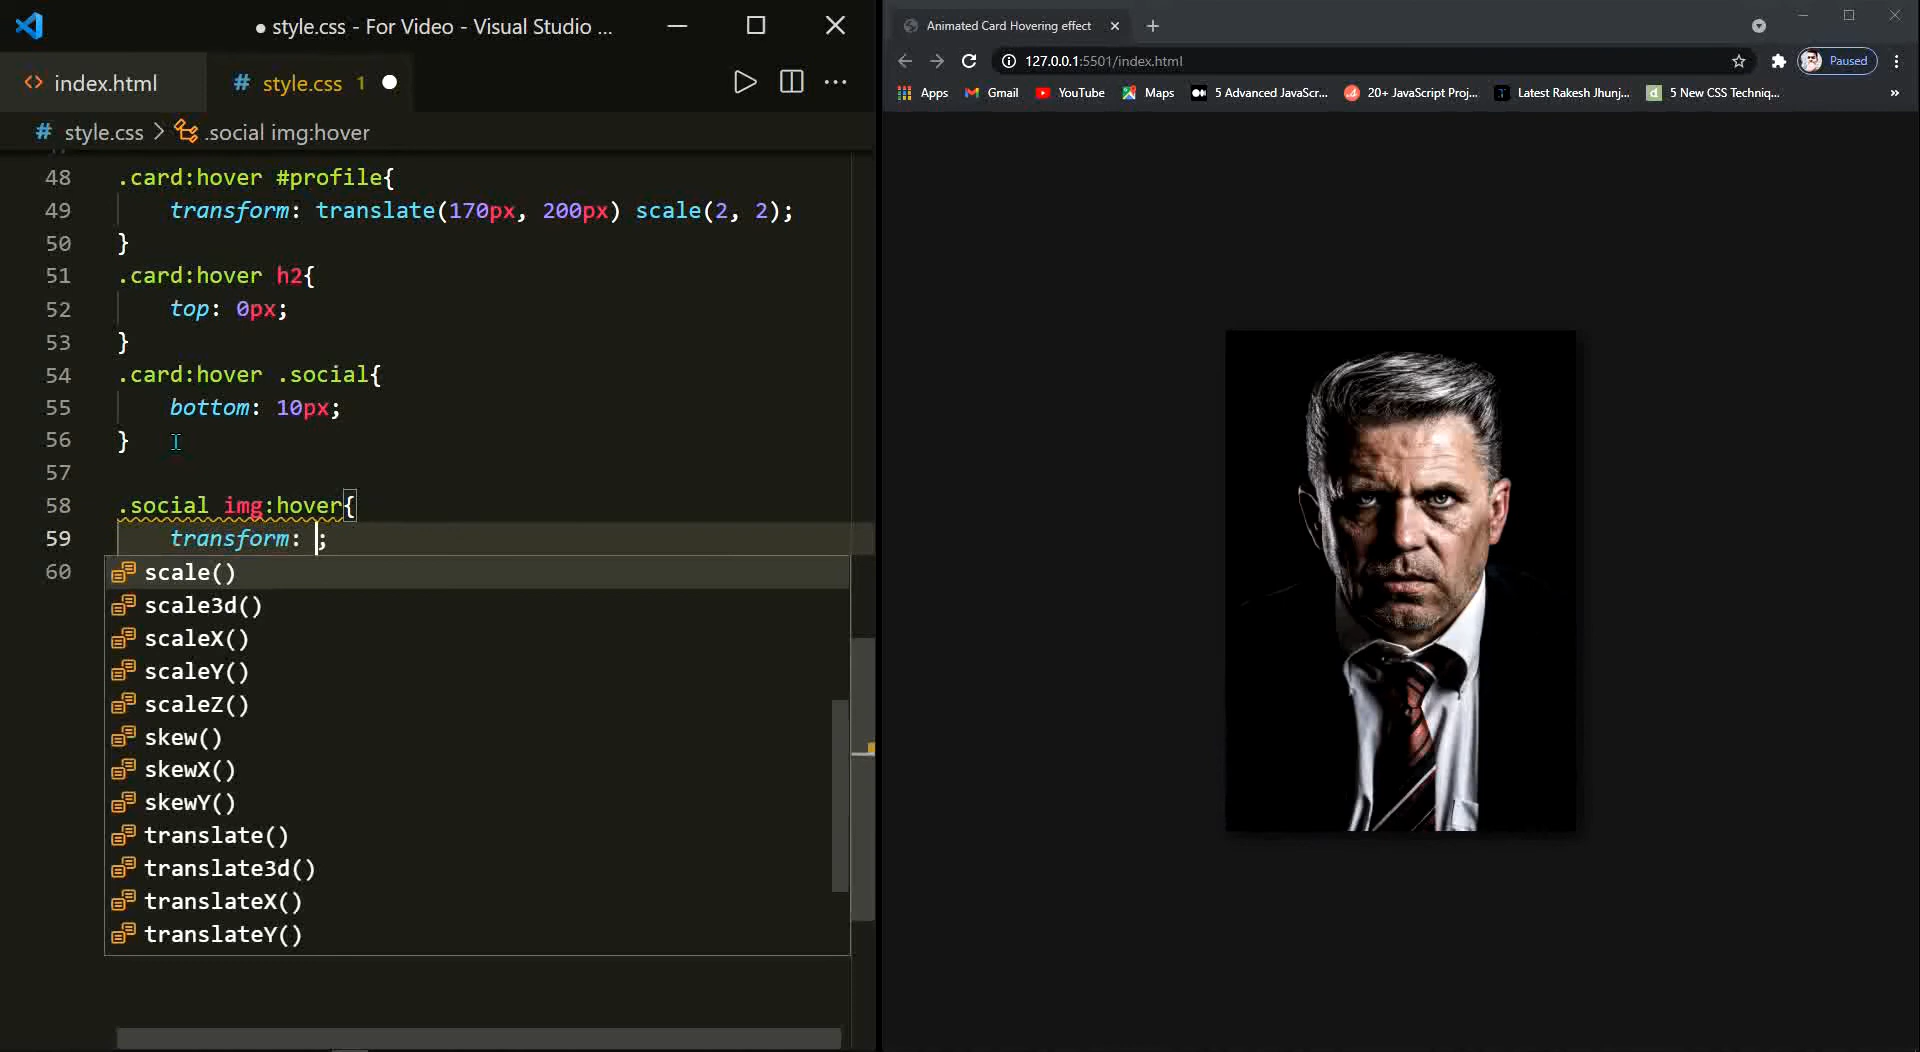 ● style.css - For Video - Visual Studio ...
index.html
# style.css 1 ●
# style.css > .social img:hover
48 .card:hover #profile{
49 transform: translate(170px, 200px) scale(2, 2);
50 }
51 .card:hover h2{
52 top: 0px;
53 }
54 .card:hover .social{
55 bottom: 10px;
56 }
57
58 .social img:hover{
59 transform: ;
60
scale()
scale3d()
scaleX()
scaleY()
scaleZ()
skew()
skewX()
skewY()
translate()
translate3d()
translateX()
translateY()
Animated Card Hovering effect
127.0.0.1:5501/index.html
Paused
Apps Gmail YouTube Maps 5 Advanced JavaScr... 20+ JavaScript Proj... Latest Rakesh Jhunj... 5 New CSS Techniq... »